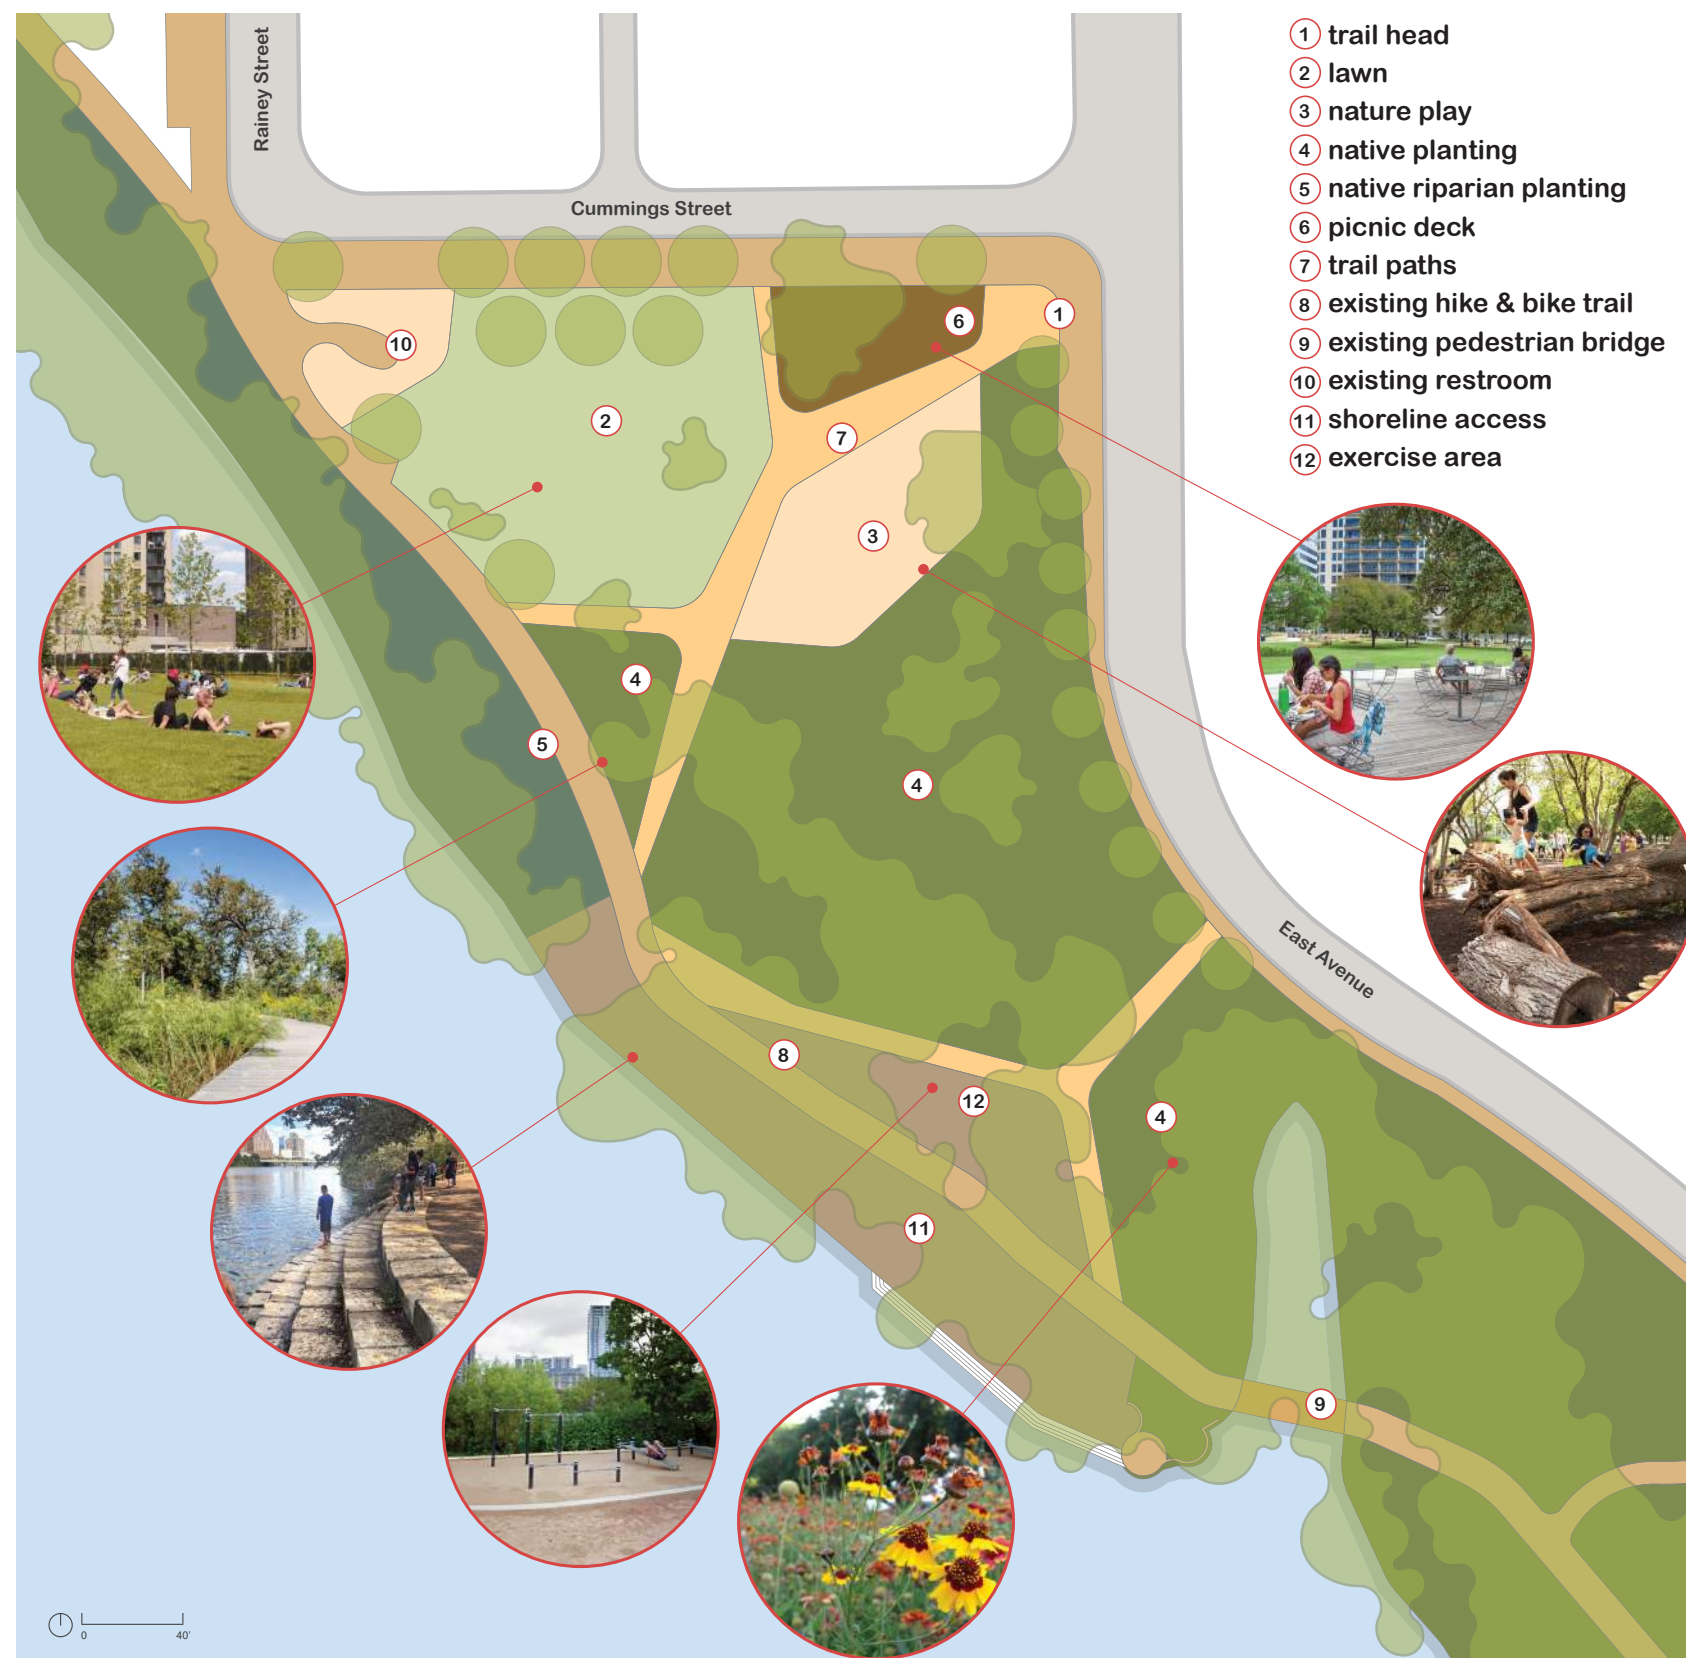 1 trail head
2 lawn
3 nature play
4 native planting
5 native riparian planting
6 picnic deck
7 trail paths
8 existing hike & bike trail
9 existing pedestrian bridge
10 existing restroom
11 shoreline access
12 exercise area
Rainey Street
Cummings Street
East Avenue
1
6
10
2
7
3
4
5
4
8
12
4
11
9
0 40'